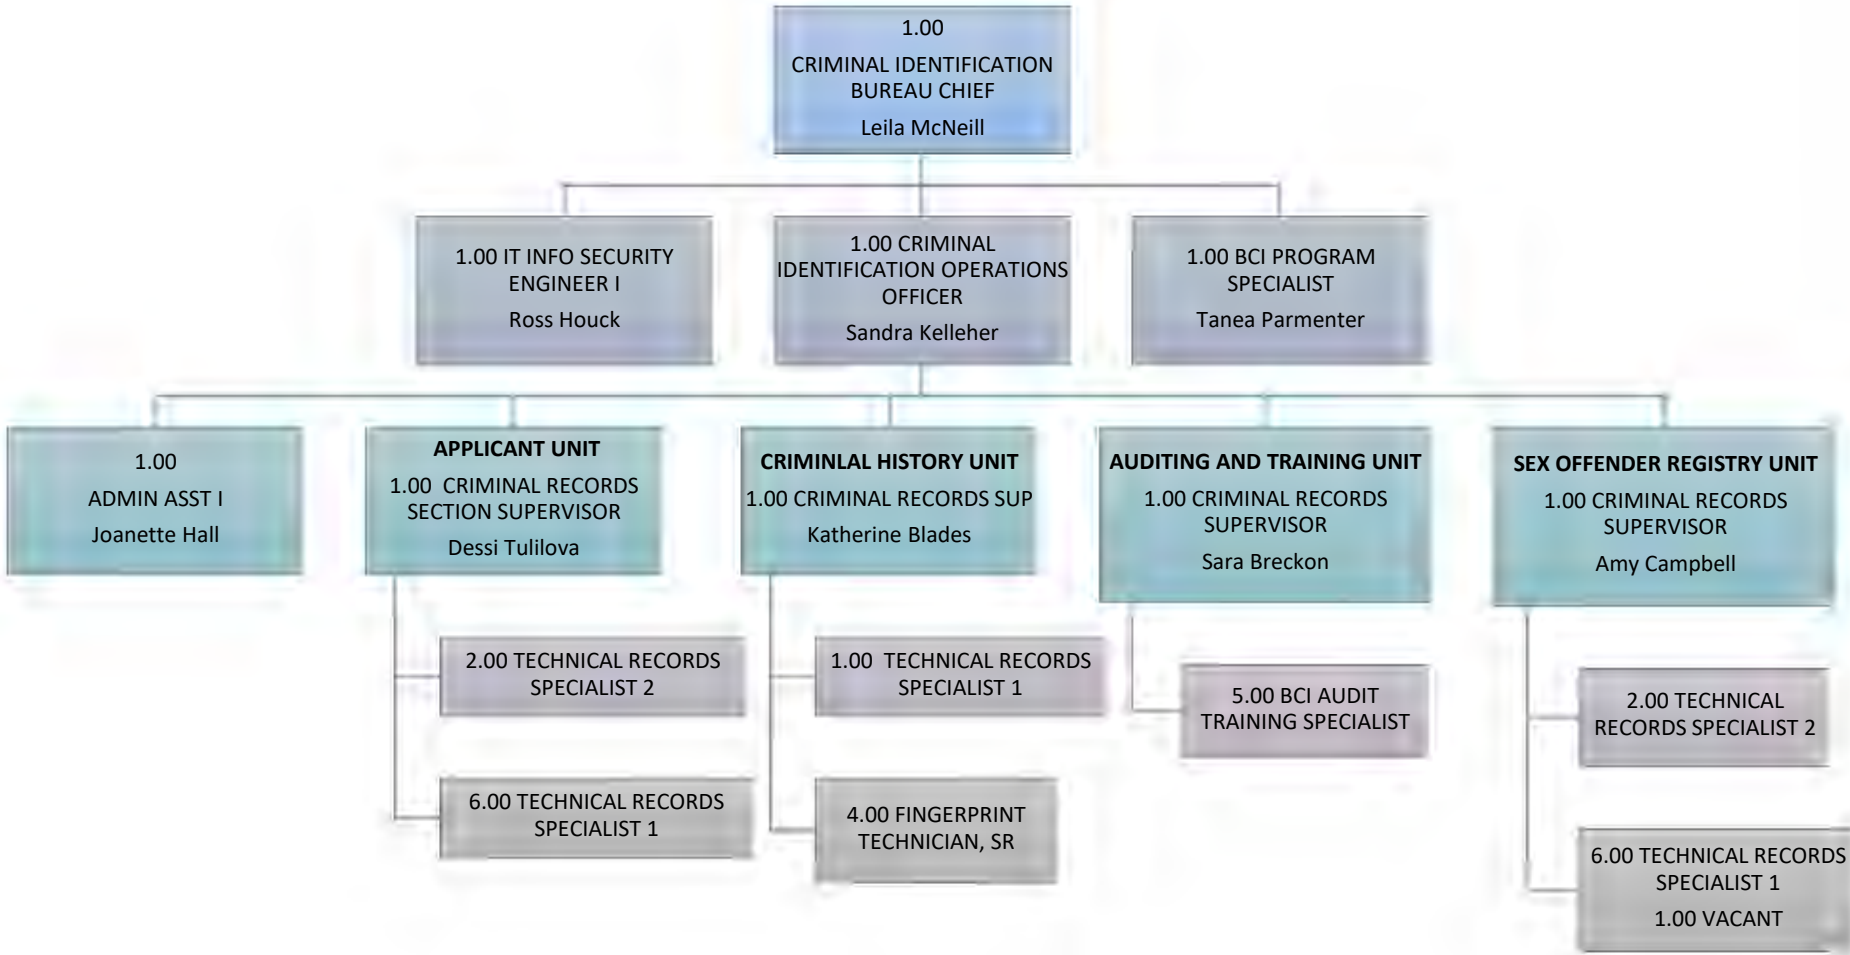 1.00
CRIMINAL IDENTIFICATION
BUREAU CHIEF
Leila McNeill
1.00 IT INFO SECURITY
ENGINEER I
Ross Houck
1.00 CRIMINAL
IDENTIFICATION OPERATIONS
OFFICER
Sandra Kelleher
1.00 BCI PROGRAM
SPECIALIST
Tanea Parmenter
1.00
ADMIN ASST I
Joanette Hall
APPLICANT UNIT
1.00 CRIMINAL RECORDS
SECTION SUPERVISOR
Dessi Tulilova
CRIMINLAL HISTORY UNIT
1.00 CRIMINAL RECORDS SUP
Katherine Blades
AUDITING AND TRAINING UNIT
1.00 CRIMINAL RECORDS
SUPERVISOR
Sara Breckon
SEX OFFENDER REGISTRY UNIT
1.00 CRIMINAL RECORDS
SUPERVISOR
Amy Campbell
2.00 TECHNICAL RECORDS
SPECIALIST 2
6.00 TECHNICAL RECORDS
SPECIALIST 1
1.00 TECHNICAL RECORDS
SPECIALIST 1
4.00 FINGERPRINT
TECHNICIAN, SR
5.00 BCI AUDIT
TRAINING SPECIALIST
2.00 TECHNICAL
RECORDS SPECIALIST 2
6.00 TECHNICAL RECORDS
SPECIALIST 1
1.00 VACANT